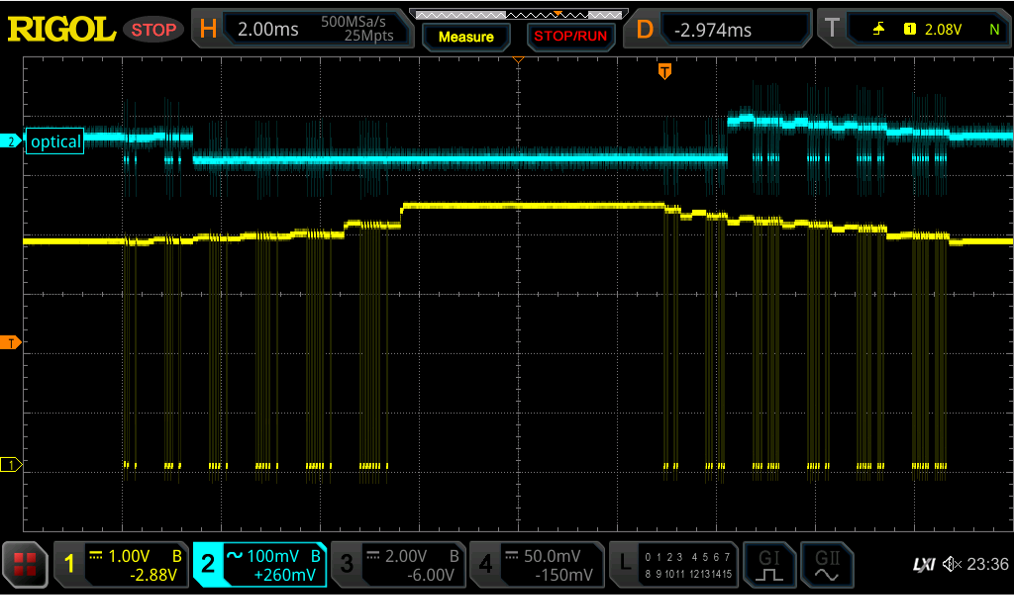 RIGOL STOP H 2.00ms 500MSa/s 25Mpts Measure STOP/RUN D -2.974ms T 1 2.08V N
T
2 optical
T
1
1 1.00V B -2.88V 2 100mV B +260mV 3 2.00V B -6.00V 4 50.0mV -150mV L 0 1 2 3 4 5 6 7 8 9 10 11 12 13 14 15 GI GII LXI 23:36